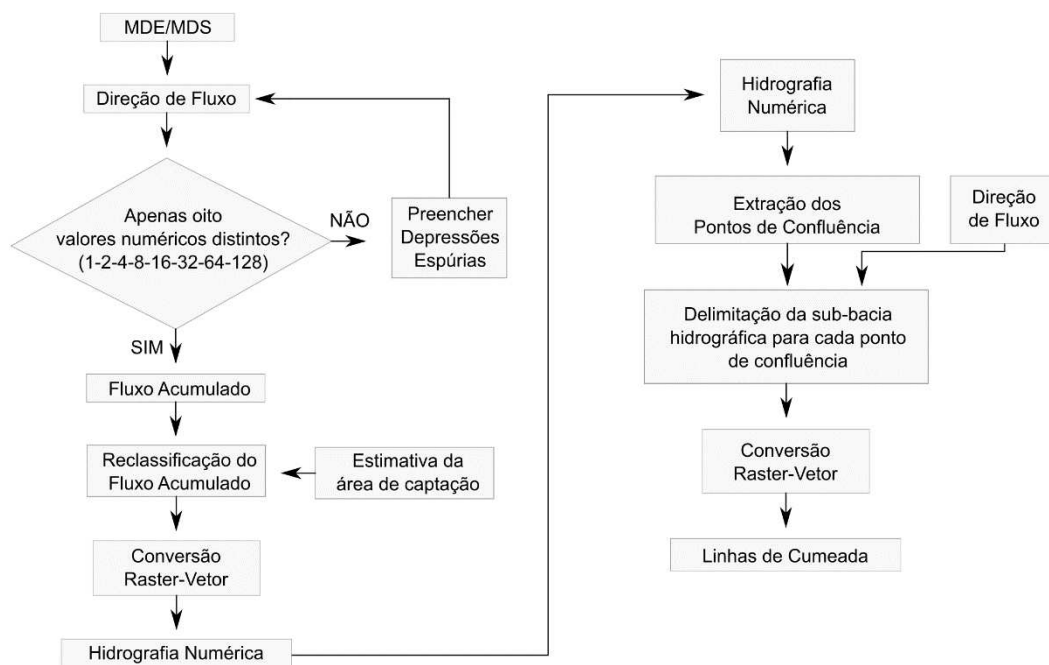 MDE/MDS
Direção de Fluxo
Apenas oito
valores numéricos distintos?
(1-2-4-8-16-32-64-128)
NÃO
Preencher
Depressões
Espúrias
SIM
Fluxo Acumulado
Reclassificação do
Fluxo Acumulado
Estimativa da
área de captação
Conversão
Raster-Vetor
Hidrografia Numérica
Hidrografia
Numérica
Extração dos
Pontos de Confluência
Direção
de Fluxo
Delimitação da sub-bacia
hidrográfica para cada ponto
de confluência
Conversão
Raster-Vetor
Linhas de Cumeada